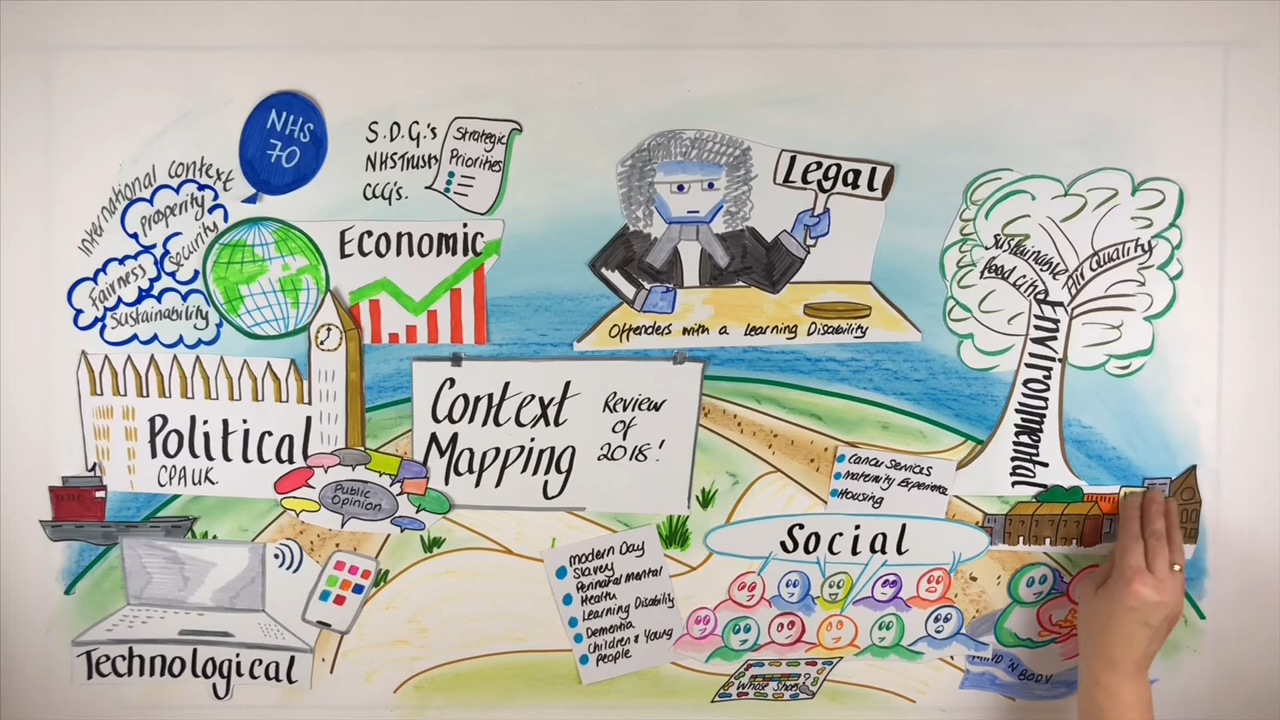 NHS
70
International Context
Prosperity
Security
Fairness
Sustainability
S.D.G.'s
NHS Trusts
CCG's.
Strategic
Priorities
Economic
Legal
Offenders with a Learning Disability
Sustainable
food city
Air Quality
Environmental
Political
CPAUK.
Public
Opinion
Context
Mapping
Review
of
2018!
Cancer Services
Maternity Experience
Housing
Social
Modern Day
Slavery
Perinatal Mental
Health
Learning Disability
Dementia
Children & Young
People
Technological
Whose Shoes?
MIND 'N BODY